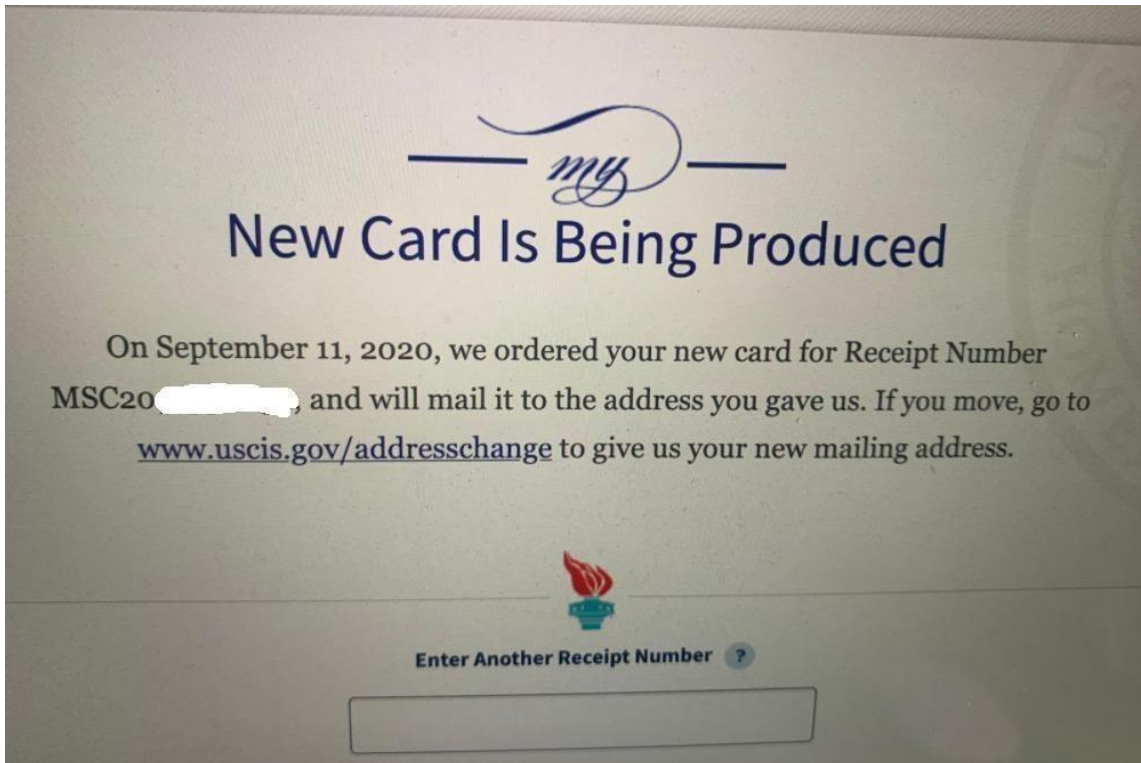 my
New Card Is Being Produced
On September 11, 2020, we ordered your new card for Receipt Number
MSC20 , and will mail it to the address you gave us. If you move, go to
www.uscis.gov/addresschange to give us your new mailing address.
Enter Another Receipt Number ?